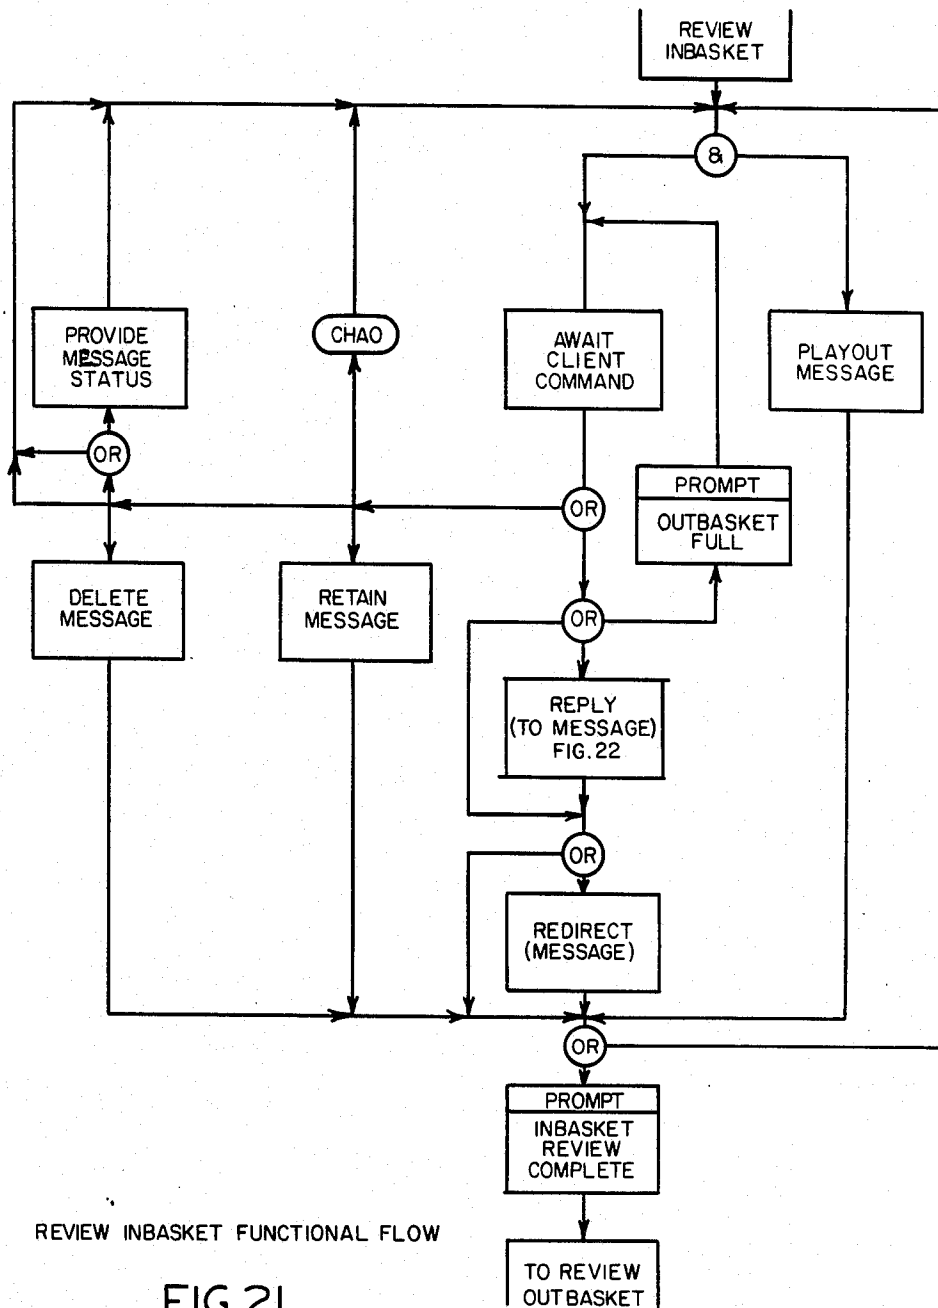 REVIEW
INBASKET
&
PROVIDE
MESSAGE
STATUS
CHAO
AWAIT
CLIENT
COMMAND
PLAYOUT
MESSAGE
OR
PROMPT
OUTBASKET
FULL
OR
DELETE
MESSAGE
RETAIN
MESSAGE
OR
REPLY
(TO MESSAGE)
FIG. 22
OR
REDIRECT
(MESSAGE)
OR
PROMPT
INBASKET
REVIEW
COMPLETE
REVIEW INBASKET FUNCTIONAL FLOW
TO REVIEW
OUTBASKET
FIG. 21